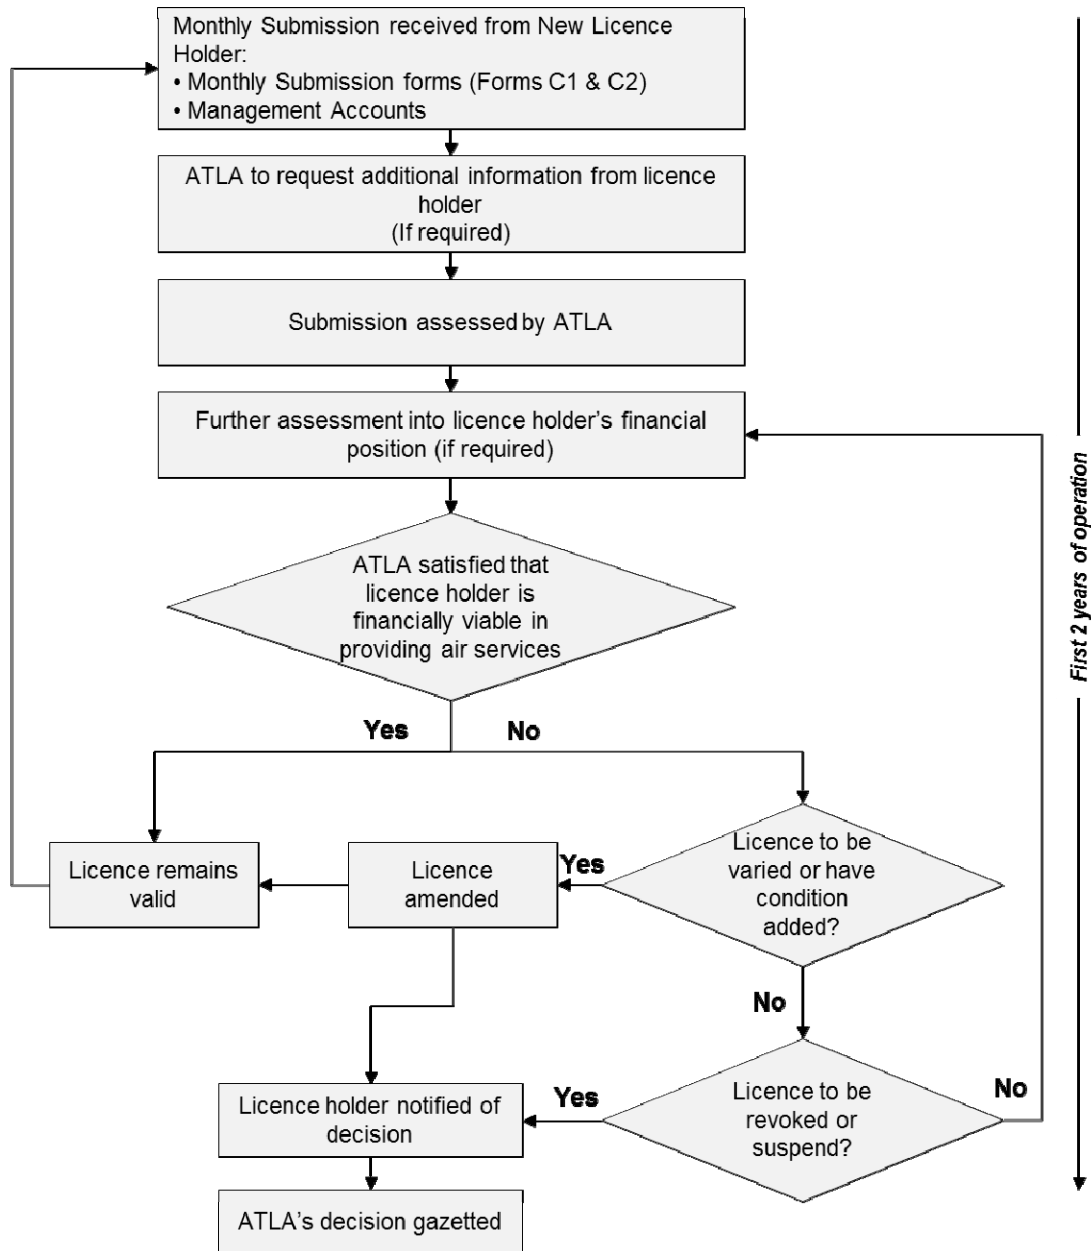 Monthly Submission received from New Licence
Holder:
• Monthly Submission forms (Forms C1 & C2)
• Management Accounts
ATLA to request additional information from licence
holder
(If required)
Submission assessed by ATLA
Further assessment into licence holder's financial
position (if required)
First 2 years of operation
ATLA satisfied that
licence holder is
financially viable in
providing air services
Yes
No
Licence remains
valid
Licence
amended
Yes
Licence to be
varied or have
condition
added?
No
Licence holder notified of
decision
Yes
Licence to be
revoked or
suspend?
No
ATLA's decision gazetted